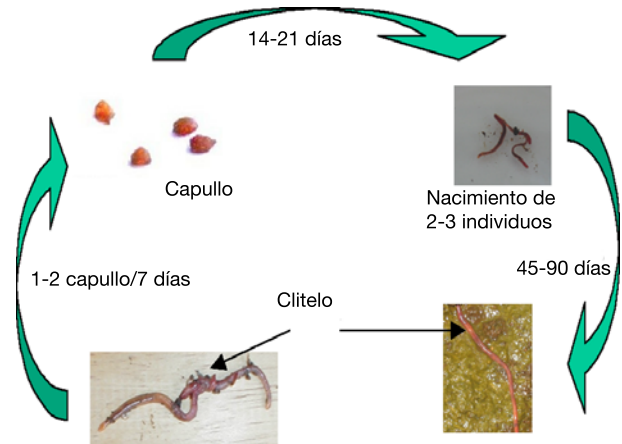 14-21 días
Capullo
Nacimiento de
2-3 individuos
45-90 días
1-2 capullo/7 días
Clitelo